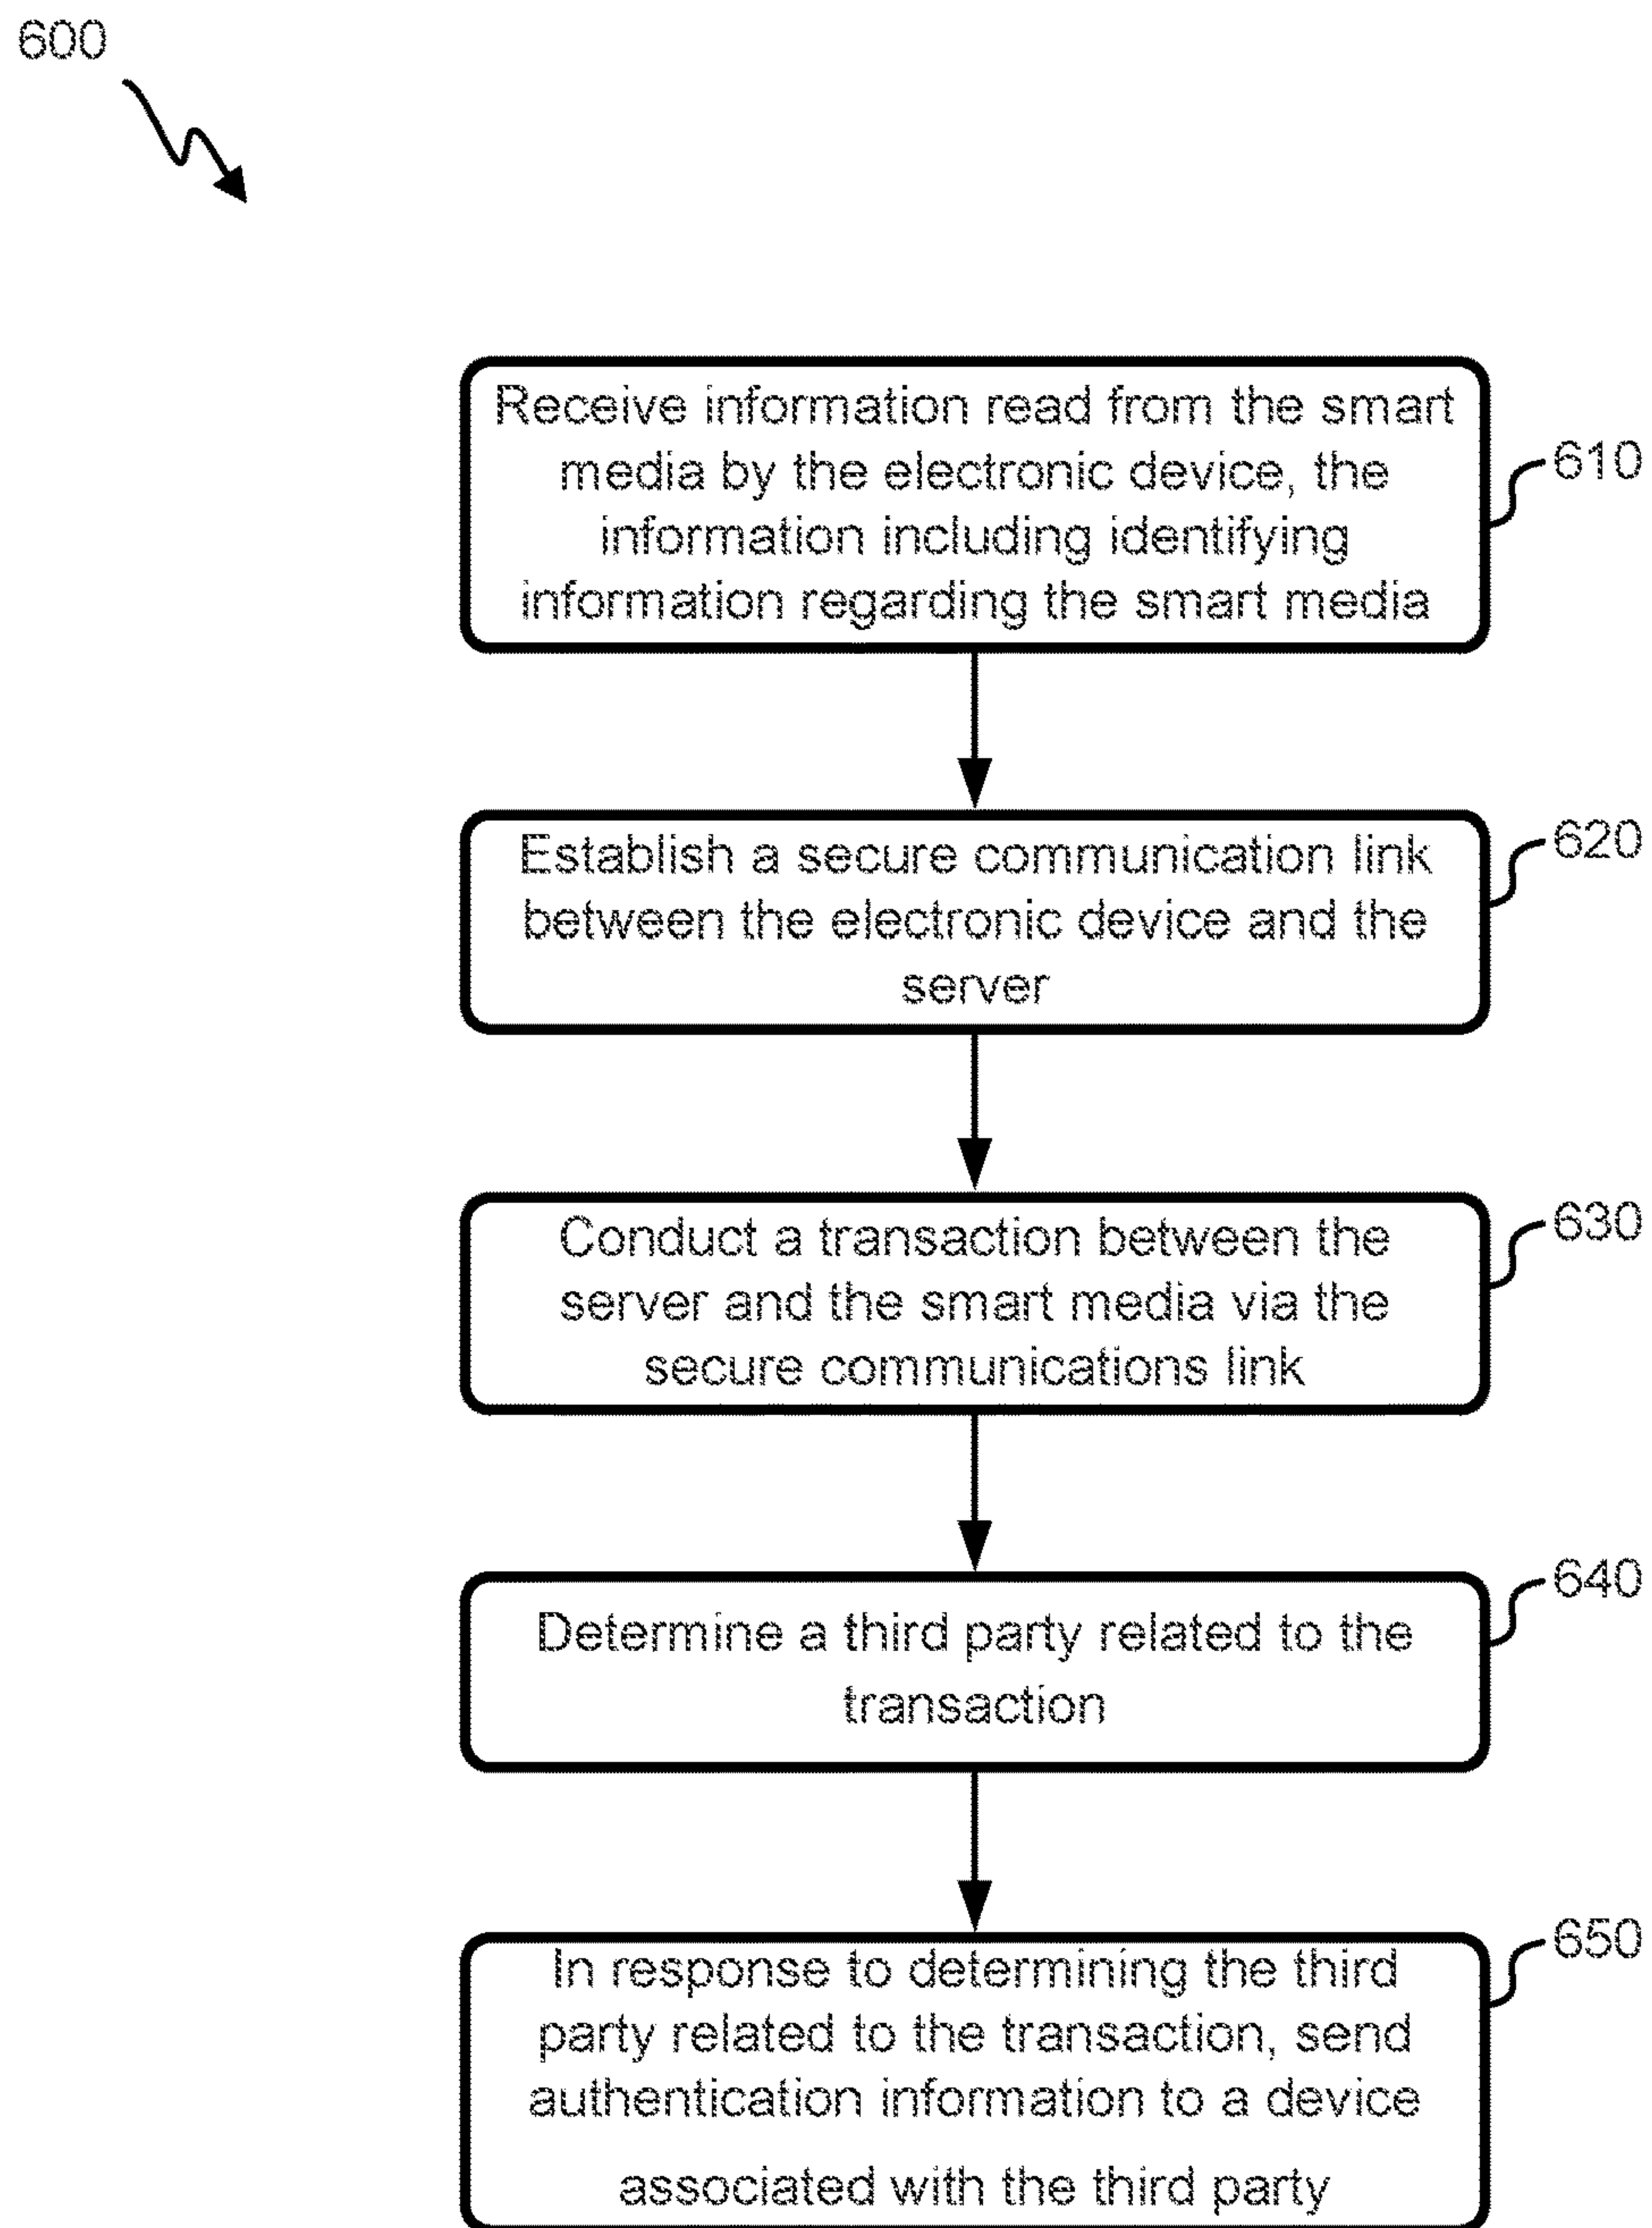 600
Receive information read from the smart
media by the electronic device, the
information including identifying
information regarding the smart media
610
Establish a secure communication link
between the electronic device and the
server
620
Conduct a transaction between the
server and the smart media via the
secure communications link
630
Determine a third party related to the
transaction
640
In response to determining the third
party related to the transaction, send
authentication information to a device
associated with the third party
650